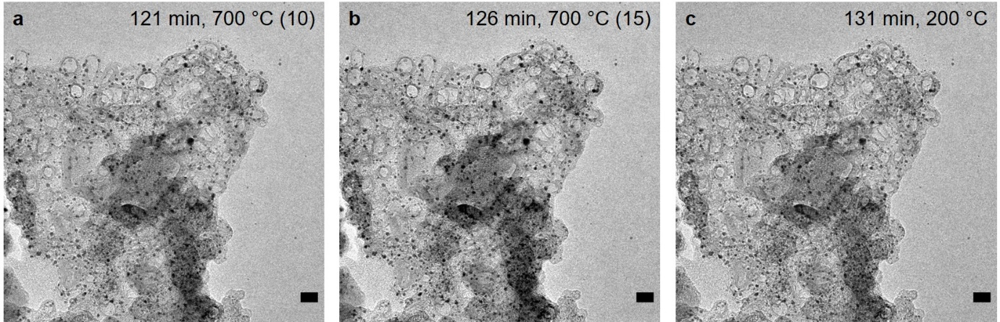 a 121 min, 700 °C (10)
b 126 min, 700 °C (15)
c 131 min, 200 °C